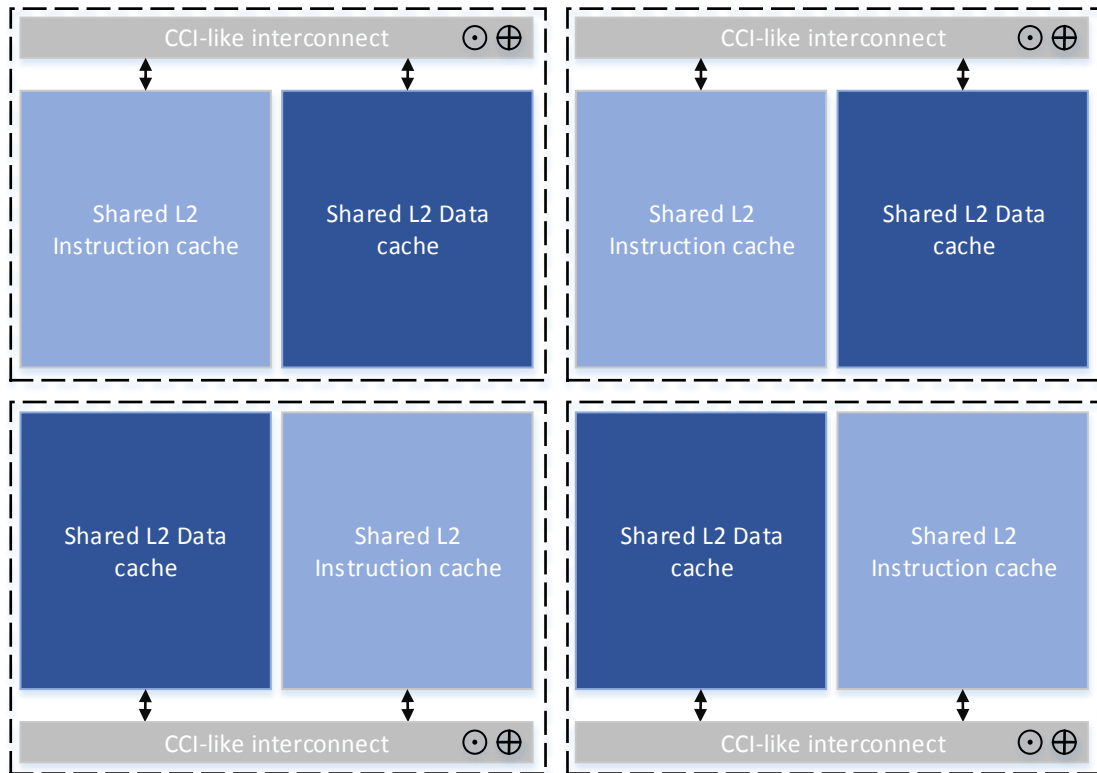 CCI-like interconnect
Shared L2
Instruction cache
Shared L2 Data
cache
CCI-like interconnect
Shared L2
Instruction cache
Shared L2 Data
cache
Shared L2 Data
cache
Shared L2
Instruction cache
CCI-like interconnect
Shared L2 Data
cache
Shared L2
Instruction cache
CCI-like interconnect